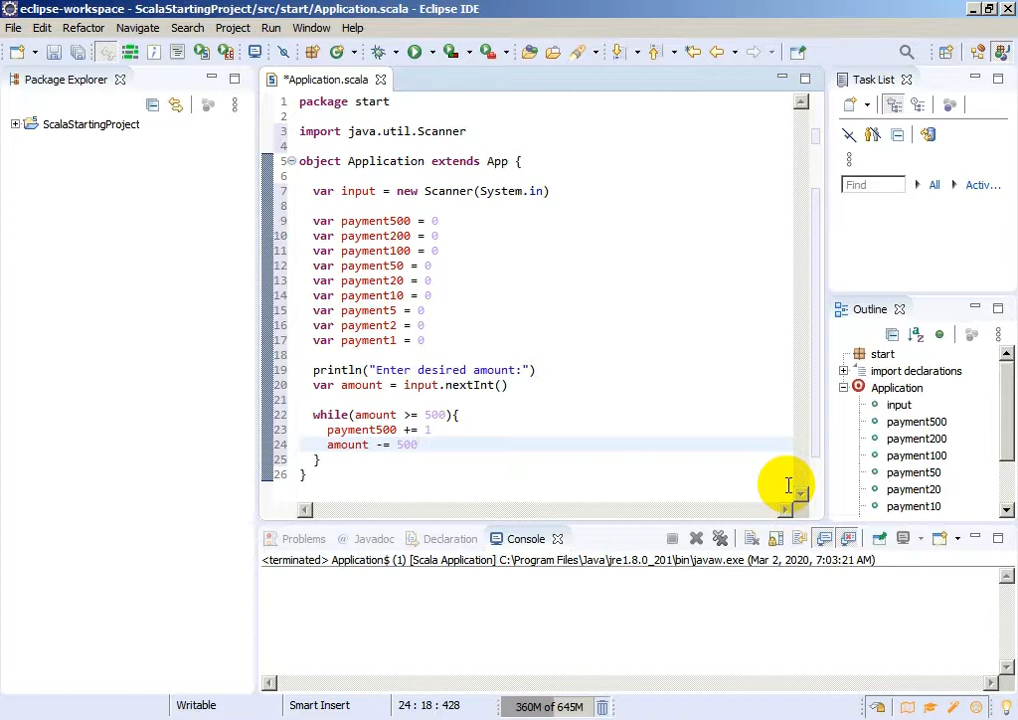 eclipse-workspace - ScalaStartingProject/src/start/Application.scala - Eclipse IDE
File Edit Refactor Navigate Search Project Scala Run Window Help
Package Explorer
ScalaStartingProject
*Application.scala
1 package start
2
3 import java.util.Scanner
4
5 object Application extends App {
6
7 var input = new Scanner(System.in)
8
9 var payment500 = 0
10 var payment200 = 0
11 var payment100 = 0
12 var payment50 = 0
13 var payment20 = 0
14 var payment10 = 0
15 var payment5 = 0
16 var payment2 = 0
17 var payment1 = 0
18
19 println("Enter desired amount:")
20 var amount = input.nextInt()
21
22 while(amount >= 500){
23 payment500 += 1
24 amount -= 500
25 }
26 }
Task List
Find All Activ...
Outline
start
import declarations
Application
input
payment500
payment200
payment100
payment50
payment20
payment10
Problems Javadoc Declaration Console
<terminated> Application$ (1) [Scala Application] C:\Program Files\Java\jre1.8.0_201\bin\javaw.exe (Mar 2, 2020, 7:03:21 AM)
Writable Smart Insert 24 : 18 : 428 360M of 645M